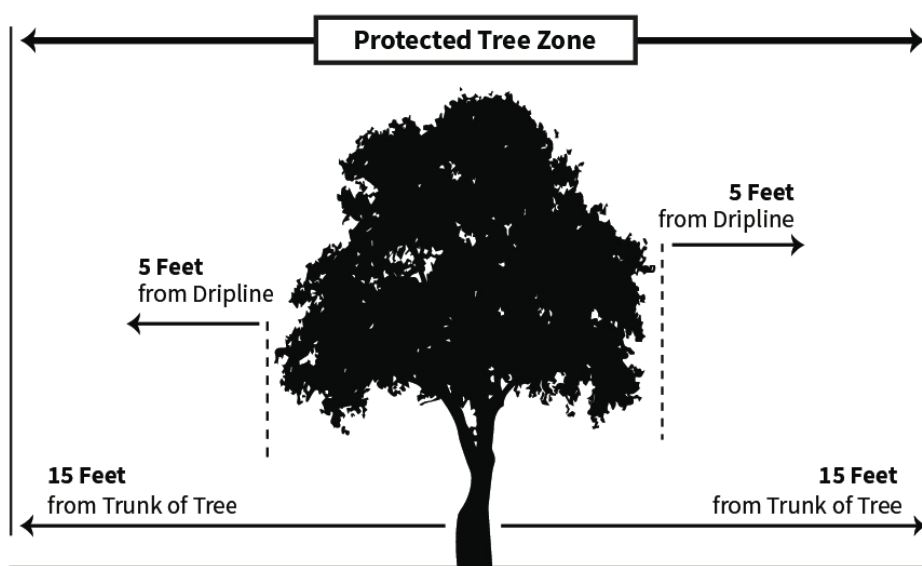 Protected Tree Zone
5 Feet
from Dripline
5 Feet
from Dripline
15 Feet
from Trunk of Tree
15 Feet
from Trunk of Tree